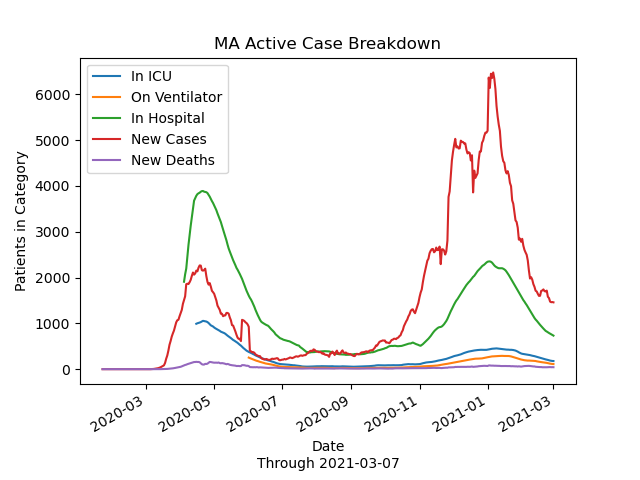 MA Active Case Breakdown
In ICU
On Ventilator
In Hospital
New Cases
New Deaths
Patients in Category
6000
5000
4000
3000
2000
1000
0
2020-03
2020-05
2020-07
2020-09
2020-11
2021-01
2021-03
Date
Through 2021-03-07